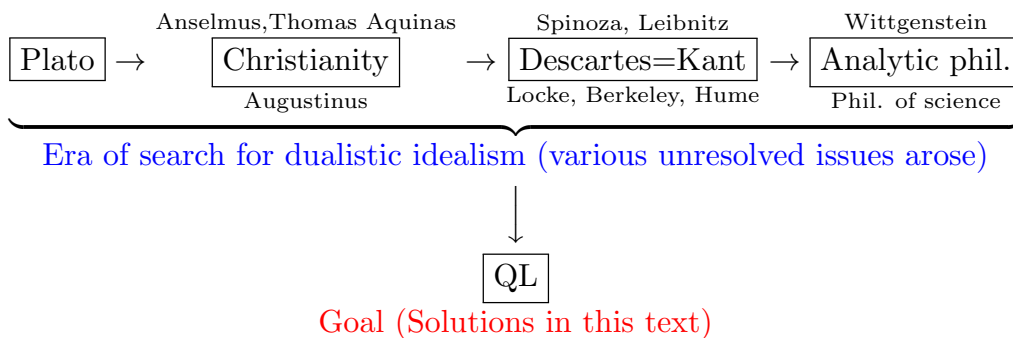 Anselmus,Thomas Aquinas Spinoza, Leibnitz Wittgenstein
Plato → Christianity → Descartes=Kant → Analytic phil.
Augustinus Locke, Berkeley, Hume Phil. of science
Era of search for dualistic idealism (various unresolved issues arose)
QL
Goal (Solutions in this text)